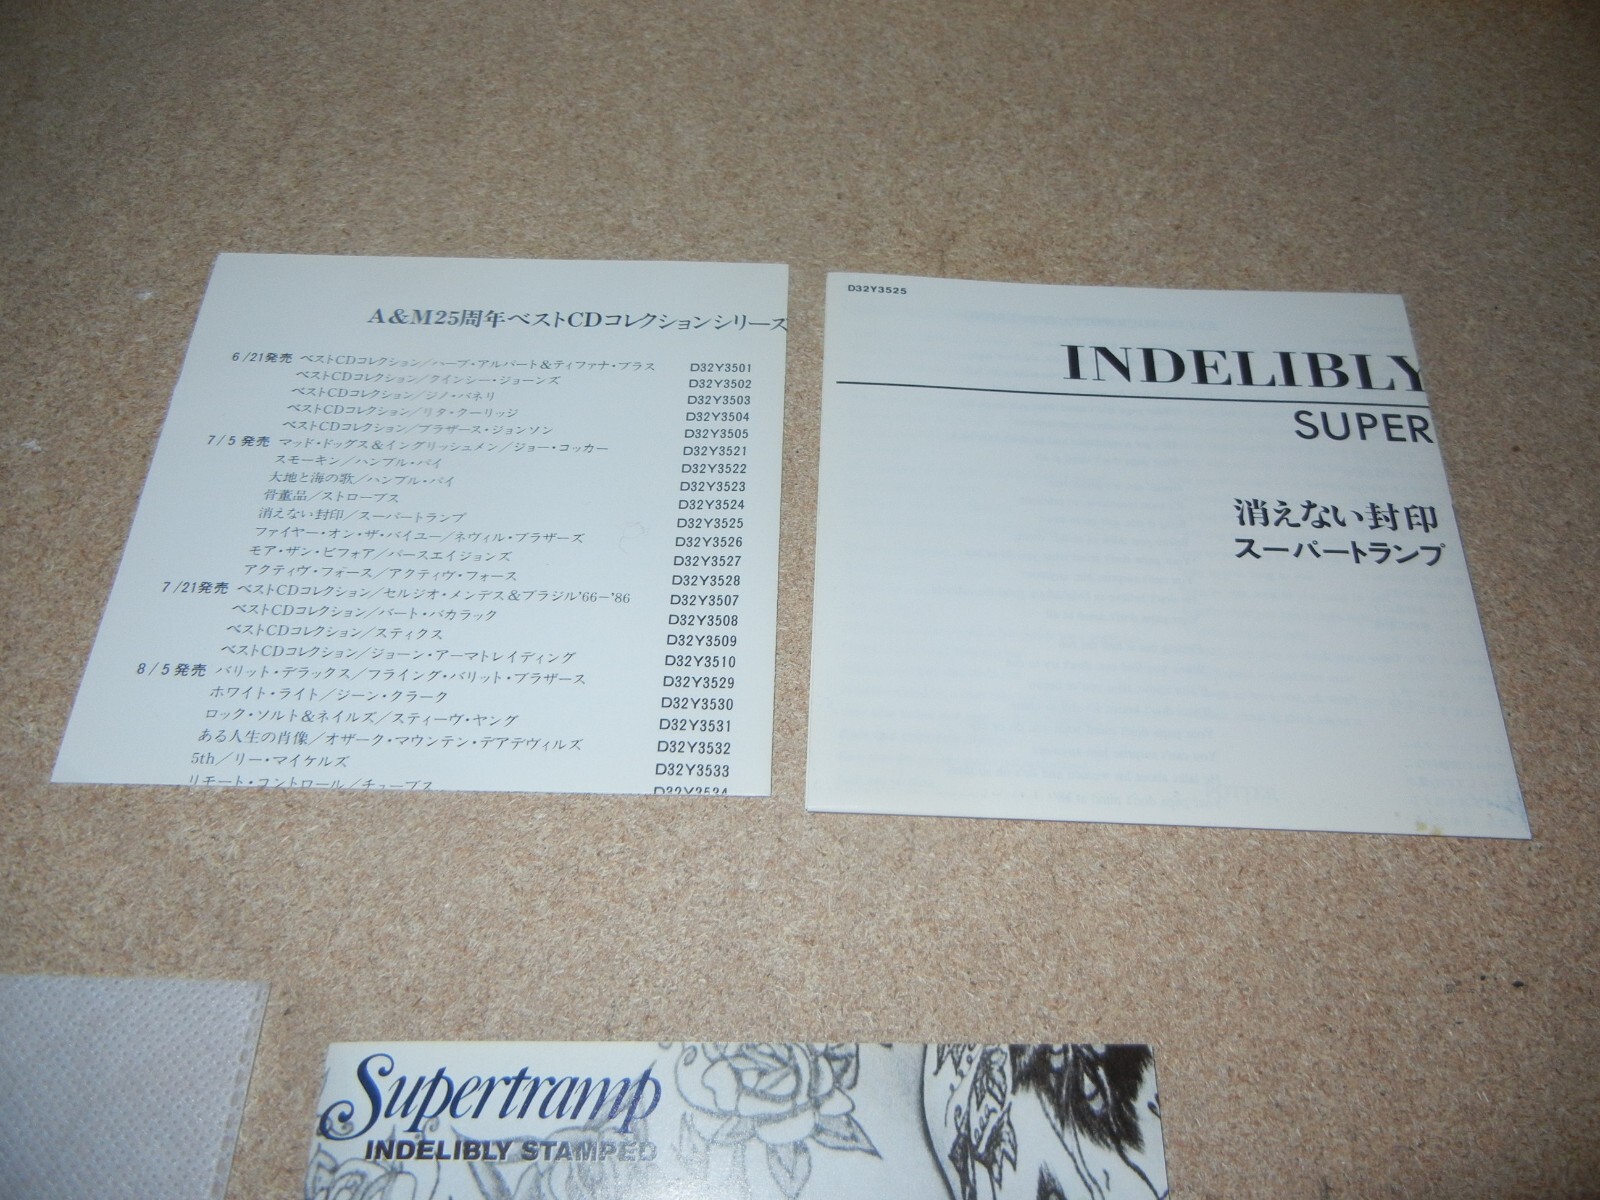 A&M25周年ベストCDコレクションシリーズ
6/21発売 ベストCDコレクション/ハーブ・アルパート&ティファナ・ブラス D32Y3501
ベストCDコレクション/クインシー・ジョーンズ D32Y3502
ベストCDコレクション/ジノ・バネリ D32Y3503
ベストCDコレクション/リタ・クーリッジ D32Y3504
ベストCDコレクション/ブラザース・ジョンソン D32Y3505
7/5発売 マッド・ドッグス&イングリッシュメン/ジョー・コッカー D32Y3521
スモーキン/ハンブル・パイ D32Y3522
大地と海の歌/ハンブル・パイ D32Y3523
骨董品/ストローブス D32Y3524
消えない封印/スーパートランプ D32Y3525
ファイヤー・オン・ザ・バイユー/ネヴィル・ブラザーズ D32Y3526
モア・ザン・ビフォア/バースエイジョンズ D32Y3527
アクティヴ・フォース/アクティヴ・フォース D32Y3528
7/21発売 ベストCDコレクション/セルジオ・メンデス&ブラジル'66−'86 D32Y3507
ベストCDコレクション/バート・バカラック D32Y3508
ベストCDコレクション/スティクス D32Y3509
ベストCDコレクション/ジョーン・アーマトレイディング D32Y3510
8/5発売 バリット・デラックス/フライング・バリット・ブラザース D32Y3529
ホワイト・ライト/ジーン・クラーク D32Y3530
ロック・ソルト&ネイルズ/スティーヴ・ヤング D32Y3531
ある人生の肖像/オザーク・マウンテン・デアデヴィルズ D32Y3532
5th/リー・マイケルズ D32Y3533
リモート・コントロール/チューブス D32Y3534
D32Y3525
INDELIBLY
SUPER
消えない封印
スーパートランプ
Supertramp
INDELIBLY STAMPED